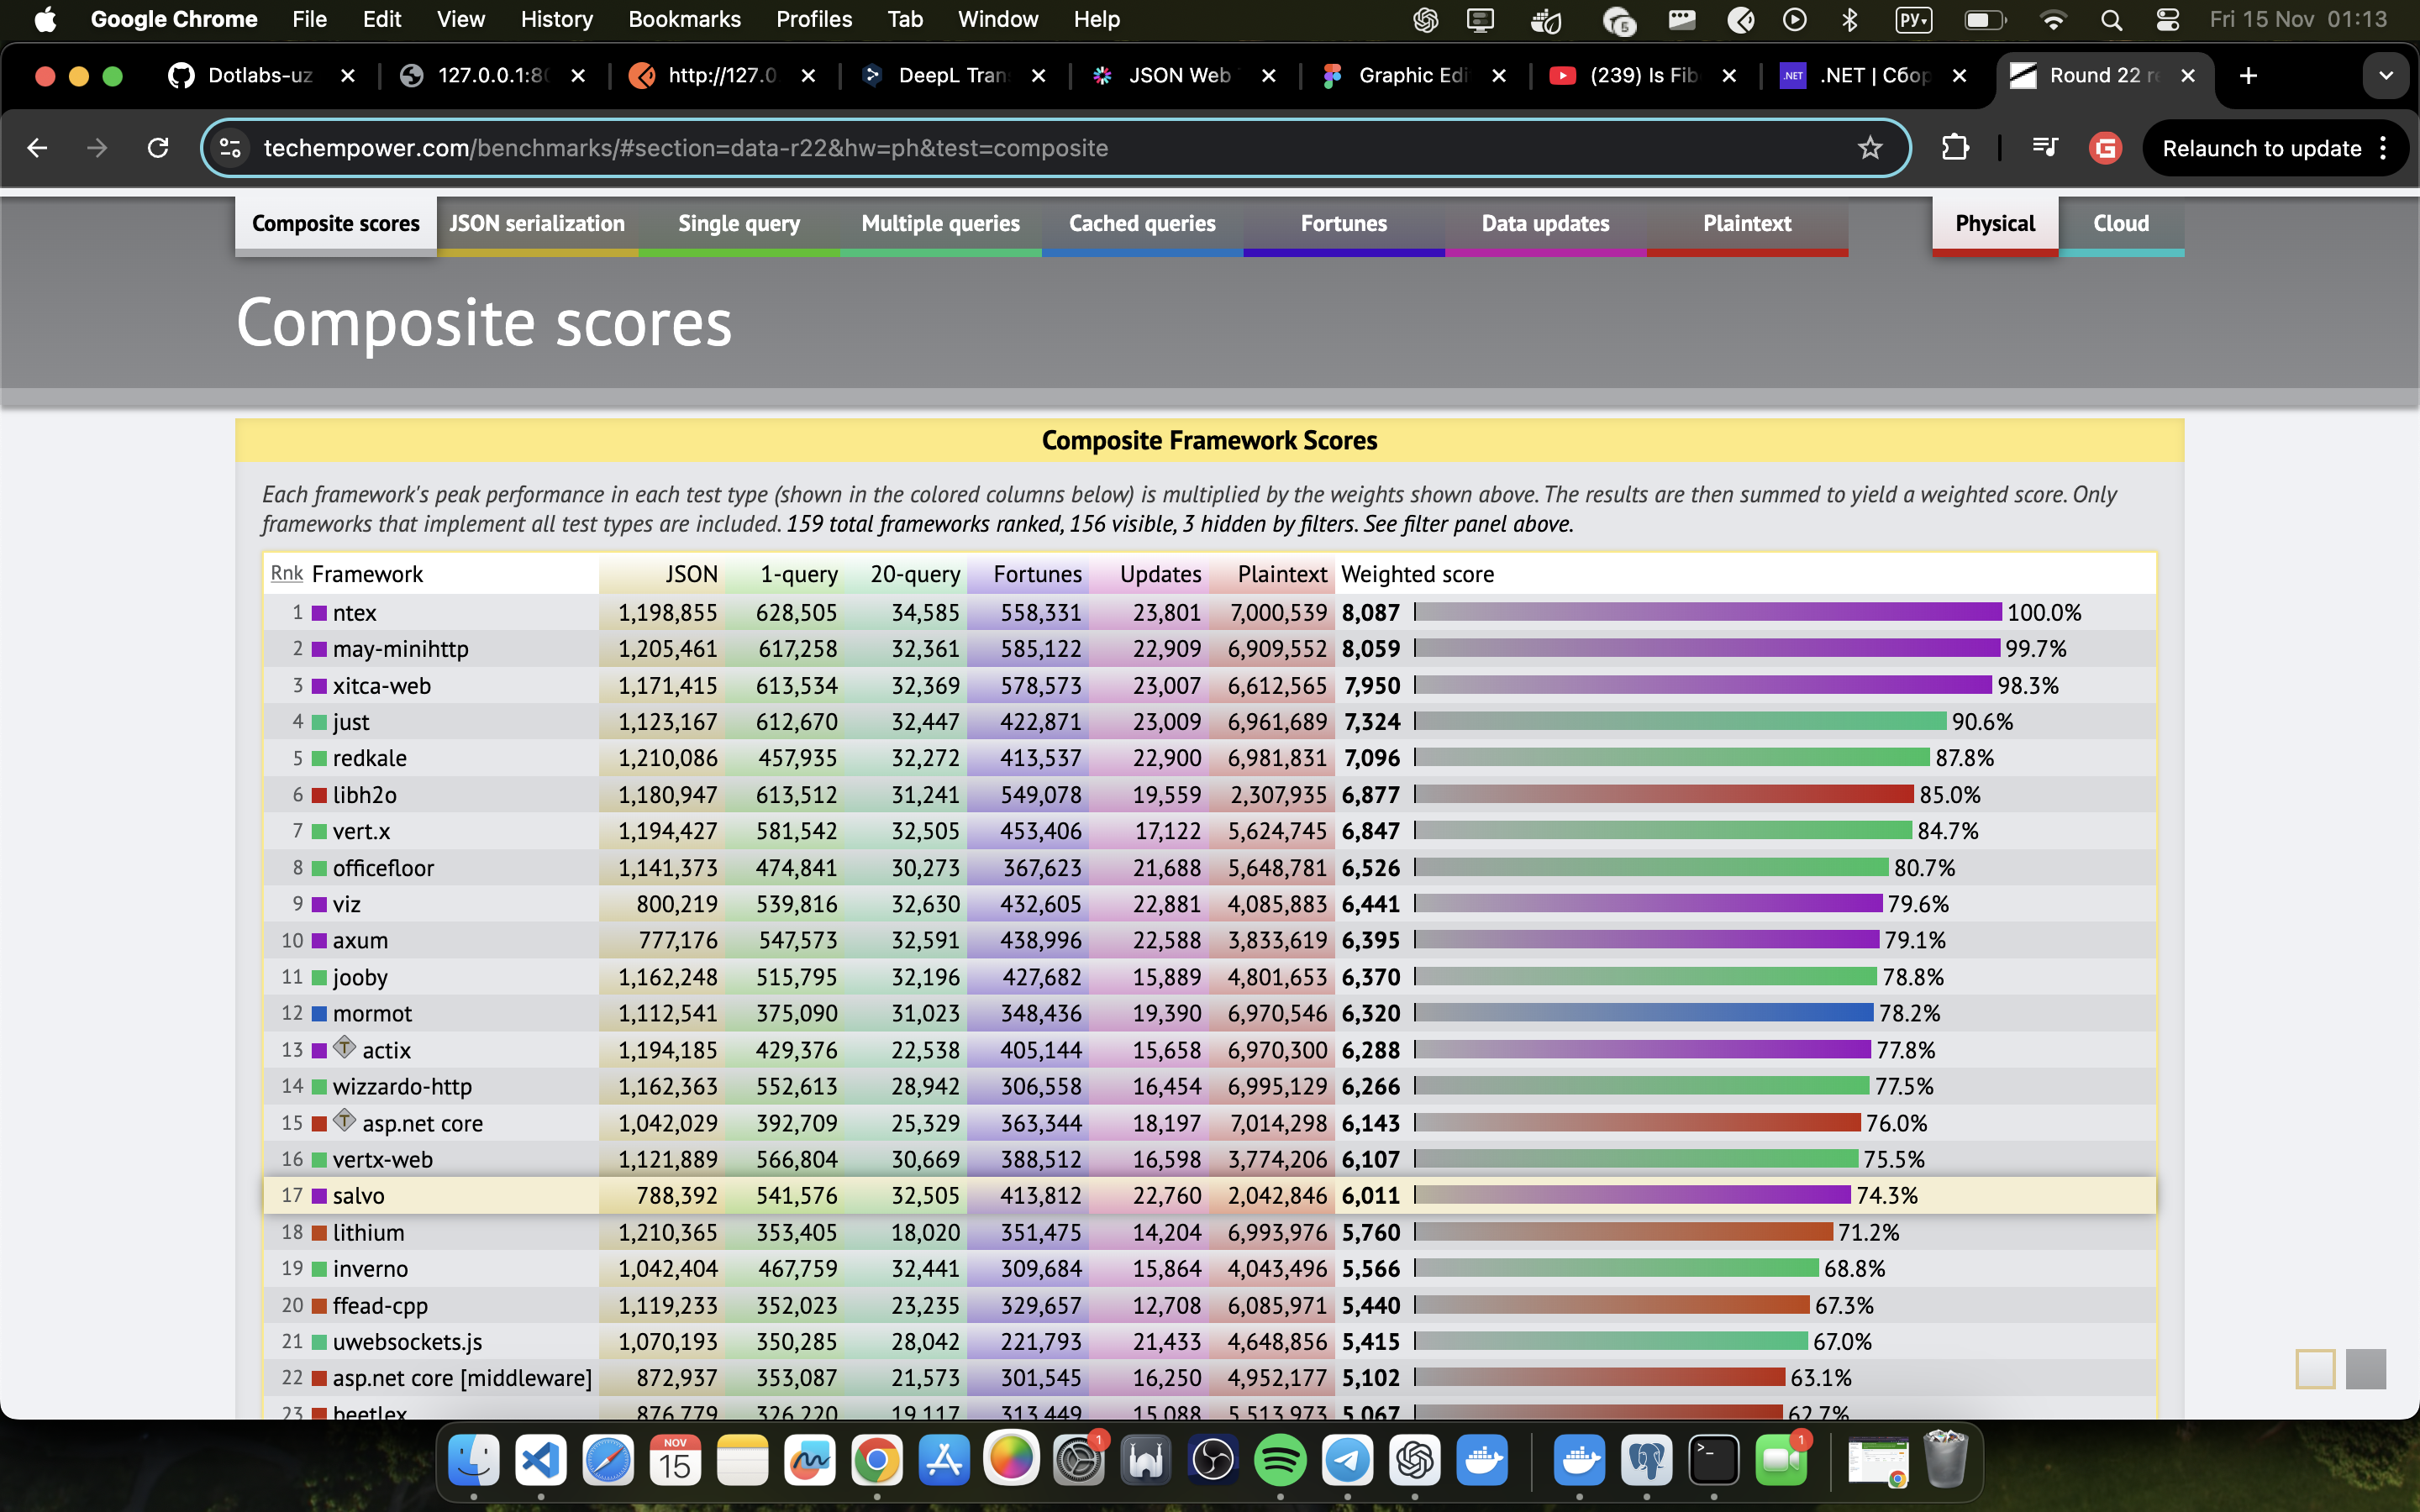 Google Chrome File Edit View History Bookmarks Profiles Tab Window Help 5 РУ Fri 15 Nov 01:13
Dotlabs-uz 127.0.0.1:80 http://127.0 DeepL Tran JSON Web Graphic Edi (239) Is Fib .NET .NET | Сбор Round 22 re
techempower.com/benchmarks/#section=data-r22&hw=ph&test=composite G Relaunch to update
Composite scores JSON serialization Single query Multiple queries Cached queries Fortunes Data updates Plaintext Physical Cloud
Composite scores
Composite Framework Scores
Each framework's peak performance in each test type (shown in the colored columns below) is multiplied by the weights shown above. The results are then summed to yield a weighted score. Only
frameworks that implement all test types are included. 159 total frameworks ranked, 156 visible, 3 hidden by filters. See filter panel above.
Rnk Framework JSON 1-query 20-query Fortunes Updates Plaintext Weighted score
1 ntex 1,198,855 628,505 34,585 558,331 23,801 7,000,539 8,087 100.0%
2 may-minihttp 1,205,461 617,258 32,361 585,122 22,909 6,909,552 8,059 99.7%
3 xitca-web 1,171,415 613,534 32,369 578,573 23,007 6,612,565 7,950 98.3%
4 just 1,123,167 612,670 32,447 422,871 23,009 6,961,689 7,324 90.6%
5 redkale 1,210,086 457,935 32,272 413,537 22,900 6,981,831 7,096 87.8%
6 libh2o 1,180,947 613,512 31,241 549,078 19,559 2,307,935 6,877 85.0%
7 vert.x 1,194,427 581,542 32,505 453,406 17,122 5,624,745 6,847 84.7%
8 officefloor 1,141,373 474,841 30,273 367,623 21,688 5,648,781 6,526 80.7%
9 viz 800,219 539,816 32,630 432,605 22,881 4,085,883 6,441 79.6%
10 axum 777,176 547,573 32,591 438,996 22,588 3,833,619 6,395 79.1%
11 jooby 1,162,248 515,795 32,196 427,682 15,889 4,801,653 6,370 78.8%
12 mormot 1,112,541 375,090 31,023 348,436 19,390 6,970,546 6,320 78.2%
13 T actix 1,194,185 429,376 22,538 405,144 15,658 6,970,300 6,288 77.8%
14 wizzardo-http 1,162,363 552,613 28,942 306,558 16,454 6,995,129 6,266 77.5%
15 T asp.net core 1,042,029 392,709 25,329 363,344 18,197 7,014,298 6,143 76.0%
16 vertx-web 1,121,889 566,804 30,669 388,512 16,598 3,774,206 6,107 75.5%
17 salvo 788,392 541,576 32,505 413,812 22,760 2,042,846 6,011 74.3%
18 lithium 1,210,365 353,405 18,020 351,475 14,204 6,993,976 5,760 71.2%
19 inverno 1,042,404 467,759 32,441 309,684 15,864 4,043,496 5,566 68.8%
20 ffead-cpp 1,119,233 352,023 23,235 329,657 12,708 6,085,971 5,440 67.3%
21 uwebsockets.js 1,070,193 350,285 28,042 221,793 21,433 4,648,856 5,415 67.0%
22 asp.net core [middleware] 872,937 353,087 21,573 301,545 16,250 4,952,177 5,102 63.1%
23 beetlex 876,779 326,220 19,117 313,449 15,088 5,513,973 5,067 62.7%
NOV 1 1
15